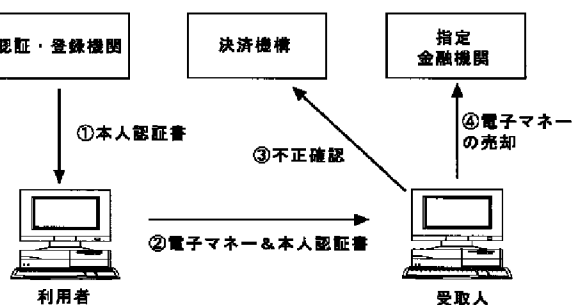 認証・登録機関
決済機構
指定
金融機関
①本人認証書
③不正確認
④電子マネー
の売却
②電子マネー&本人認証書
利用者
受取人